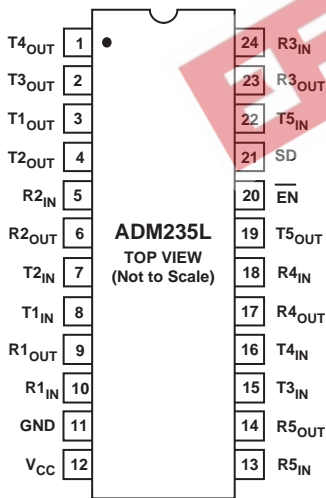 T4OUT 1 24 R3IN
T3OUT 2 23 R3OUT
T1OUT 3 22 T5IN
T2OUT 4 21 SD
R2IN 5 20 EN
R2OUT 6 ADM235L 19 T5OUT
TOP VIEW
T2IN 7 (Not to Scale) 18 R4IN
T1IN 8 17 R4OUT
R1OUT 9 16 T4IN
R1IN 10 15 T3IN
GND 11 14 R5OUT
VCC 12 13 R5IN